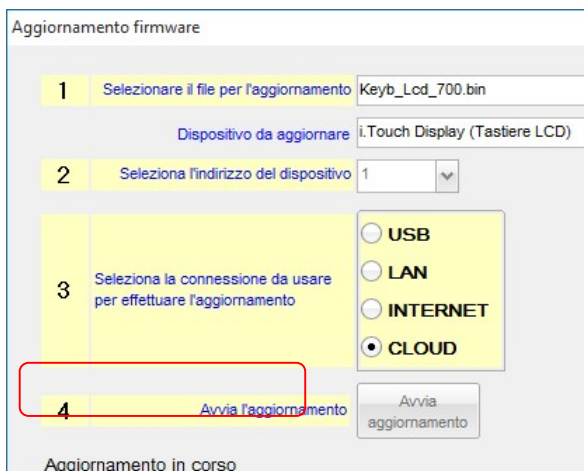 Aggiornamento firmware
1 Selezionare il file per l'aggiornamento Keyb_Lcd_700.bin
Dispositivo da aggiornare i.Touch Display (Tastiere LCD)
2 Seleziona l'indirizzo del dispositivo 1
USB
LAN
3 Seleziona la connessione da usare
per effettuare l'aggiornamento
INTERNET
CLOUD
4 Avvia l'aggiornamento Avvia
aggiornamento
Aggiornamento in corso